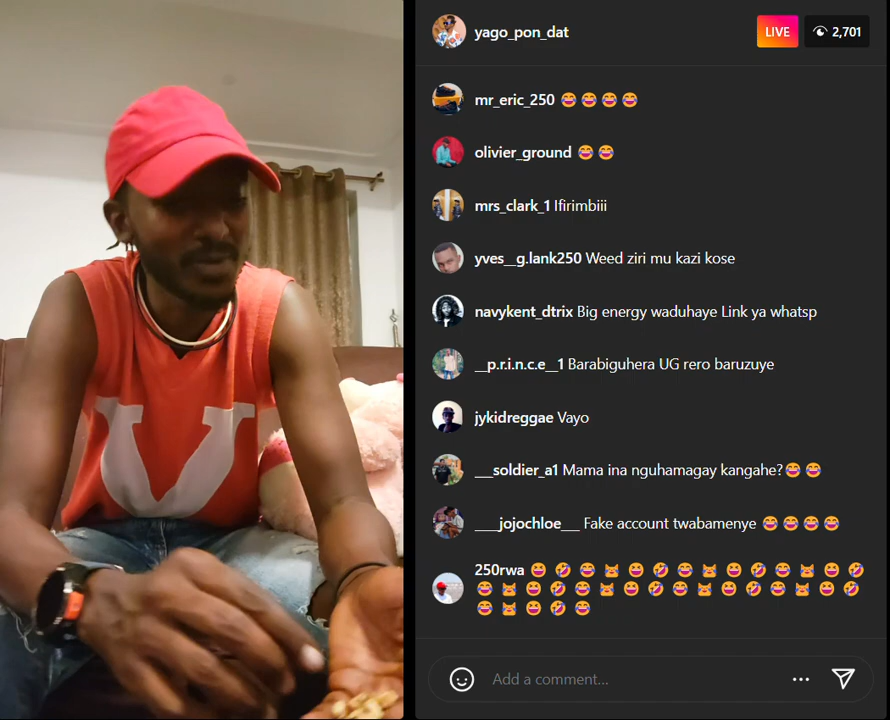 yago_pon_dat
LIVE
2,701
mr_eric_250 😂 😂 😂 😂
olivier_ground 😂 😂
mrs_clark_1 Ifirimbiii
yves__g.lank250 Weed ziri mu kazi kose
navykent_dtrix Big energy waduhaye Link ya whatsp
__p.r.i.n.c.e__1 Barabiguhera UG rero baruzuye
jykidreggae Vayo
___soldier_a1 Mama ina nguhamagay kangahe?😂 😂
____jojochloe___ Fake account twabamenye 😂 😂 😂 😂
250rwa 😆 🤣 😂 😹 😆 🤣 😂 😹 😆 🤣 😂 😹 😆 🤣
😂 😹 😆 🤣 😂 😹 😆 🤣 😂 😹 😆 🤣 😂 😹 😆 🤣
😂 😹 😆 🤣 😂
Add a comment...
V